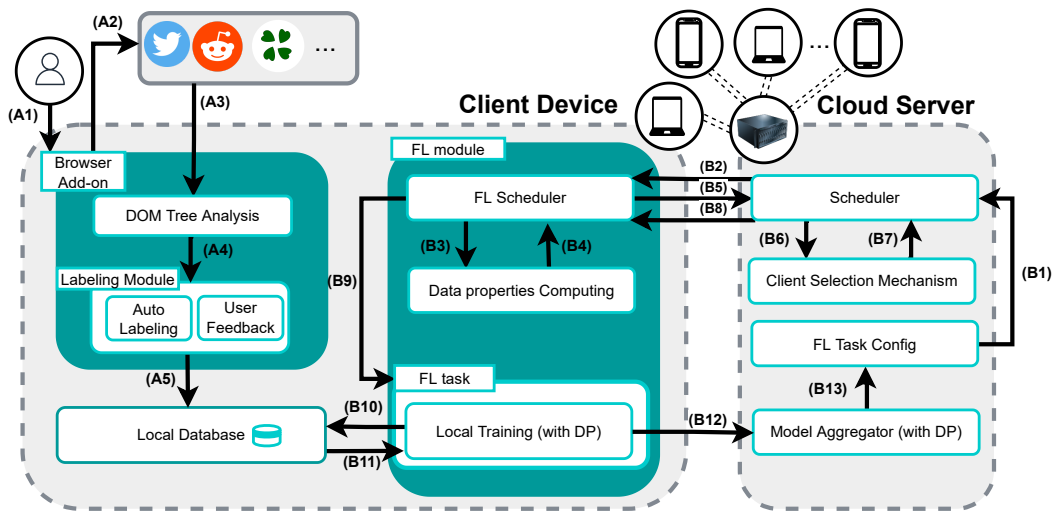 (A2)
...
...
(A1)
(A3)
Client Device
Cloud Server
Browser
Add-on
FL module
(B2)
DOM Tree Analysis
FL Scheduler
(B5)
Scheduler
(B8)
(A4)
(B3)
(B4)
(B6)
(B7)
Labeling Module
(B9)
Data properties Computing
Client Selection Mechanism
(B1)
Auto
Labeling
User
Feedback
FL Task Config
(A5)
FL task
(B13)
(B10)
Local Database
Local Training (with DP)
(B12)
Model Aggregator (with DP)
(B11)